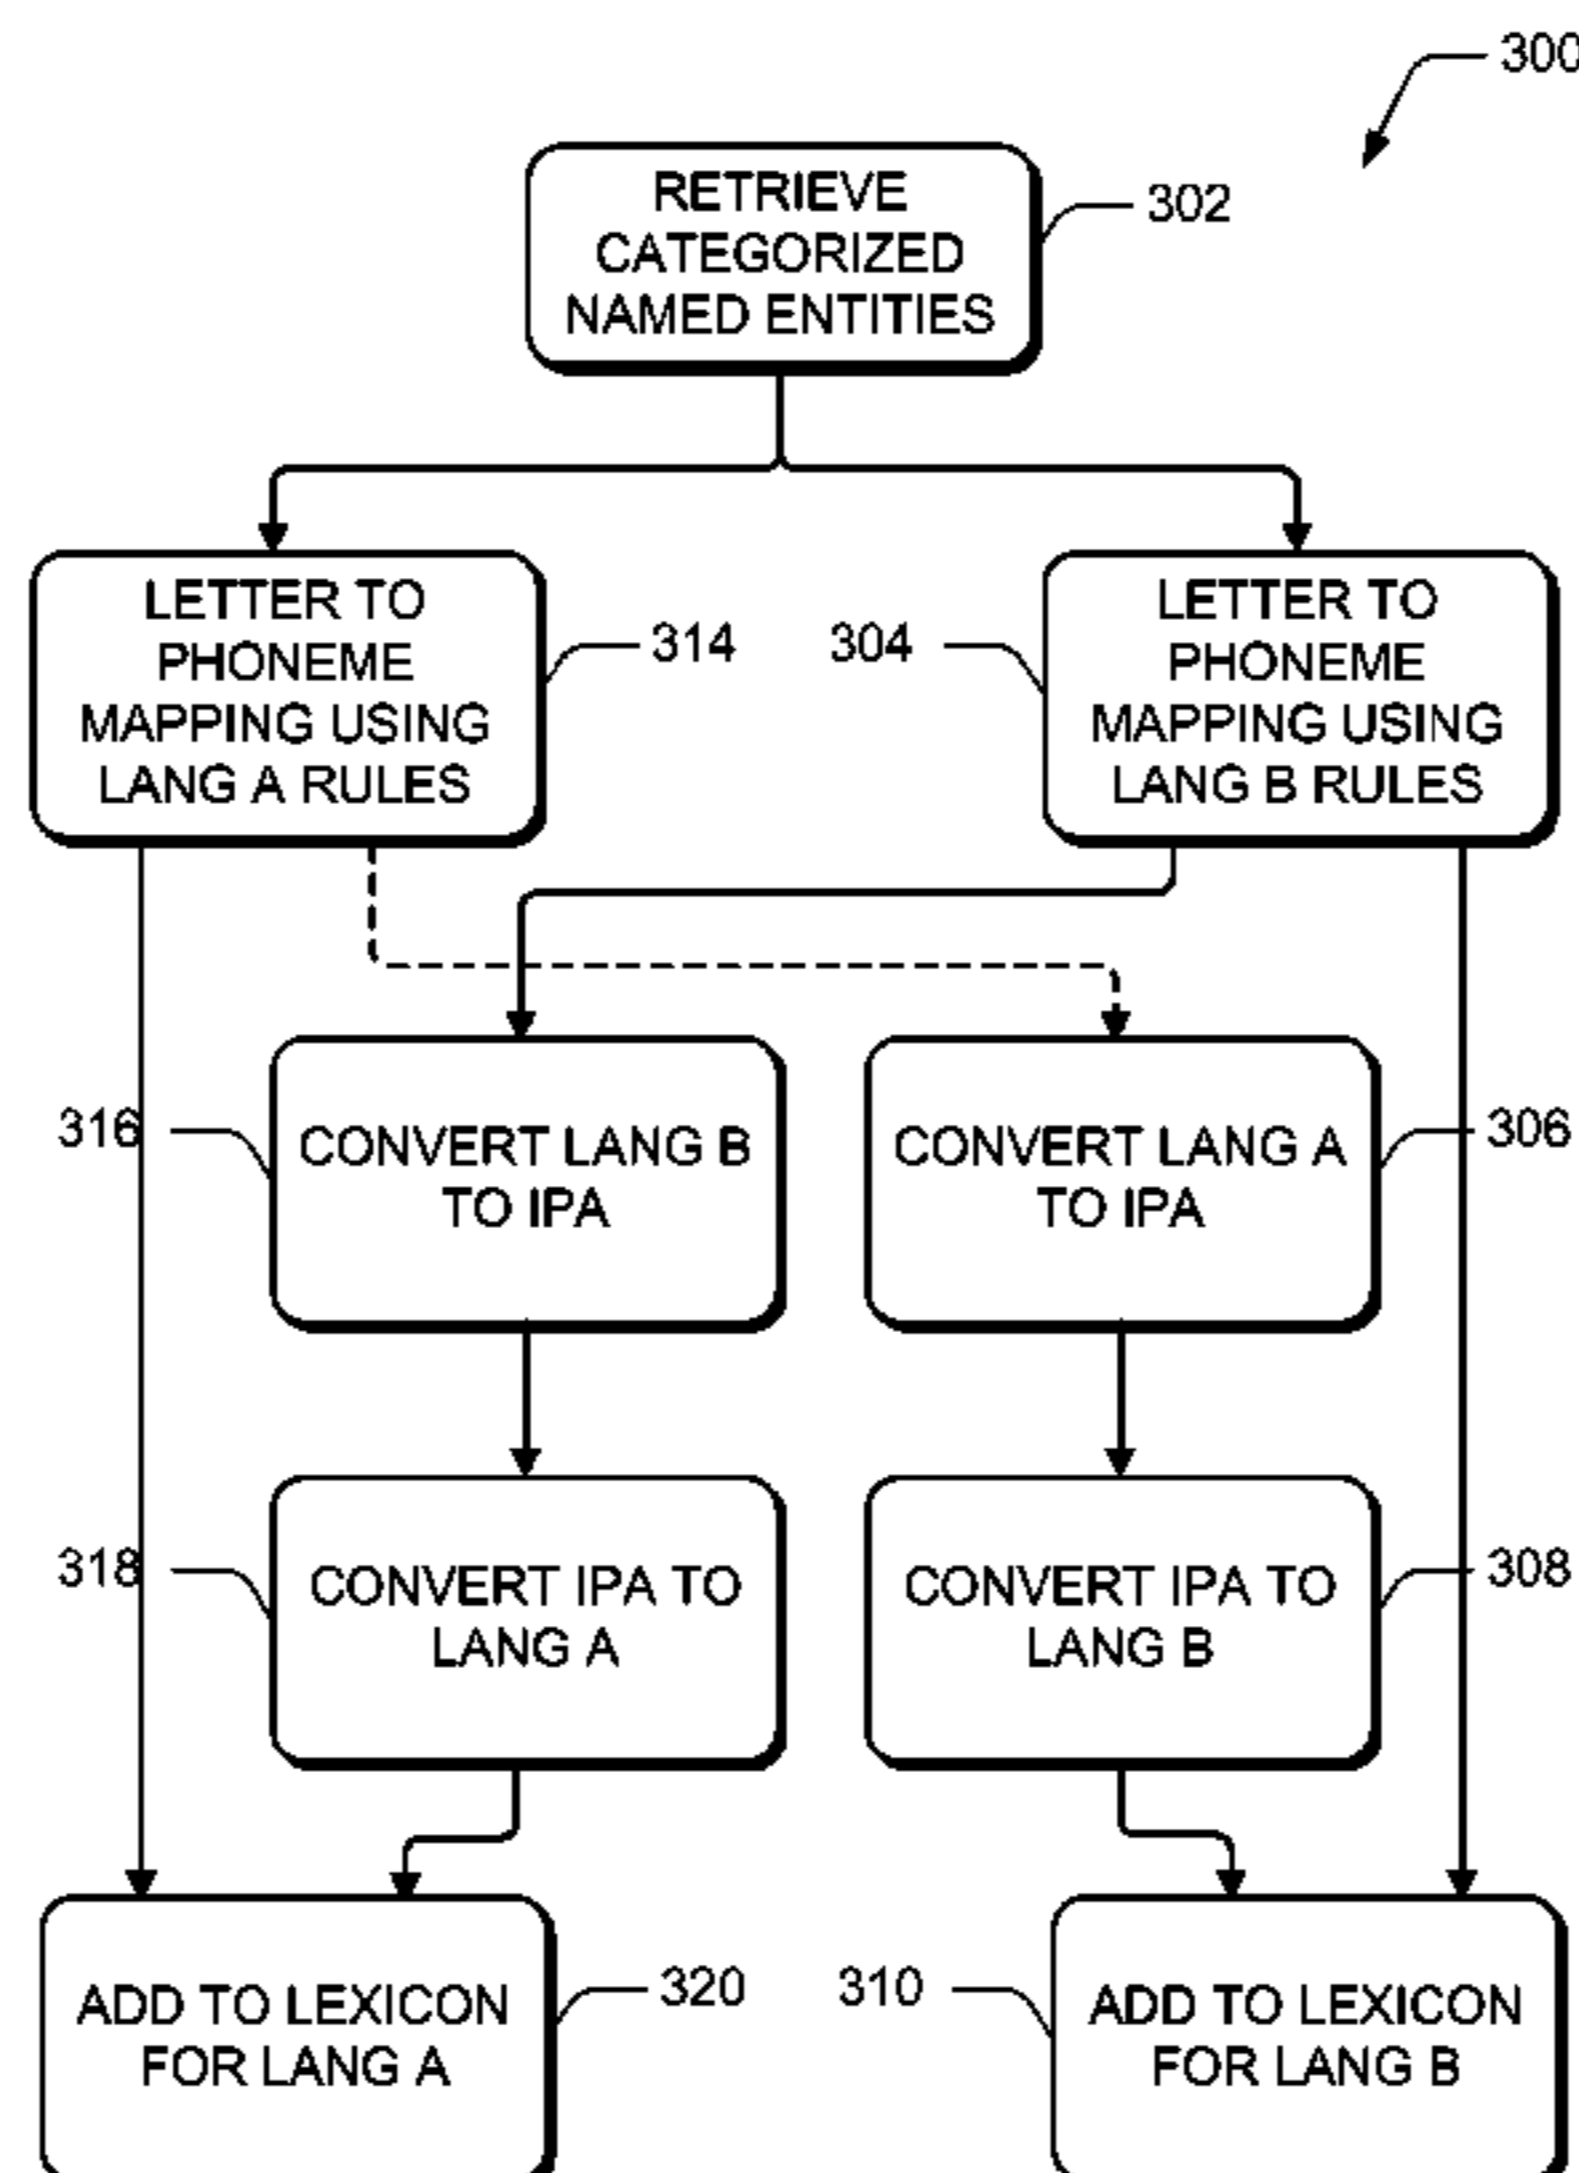 300
RETRIEVE
CATEGORIZED
NAMED ENTITIES
302
LETTER TO
PHONEME
MAPPING USING
LANG A RULES
314
304
LETTER TO
PHONEME
MAPPING USING
LANG B RULES
316
CONVERT LANG B
TO IPA
CONVERT LANG A
TO IPA
306
318
CONVERT IPA TO
LANG A
CONVERT IPA TO
LANG B
308
ADD TO LEXICON
FOR LANG A
320
310
ADD TO LEXICON
FOR LANG B